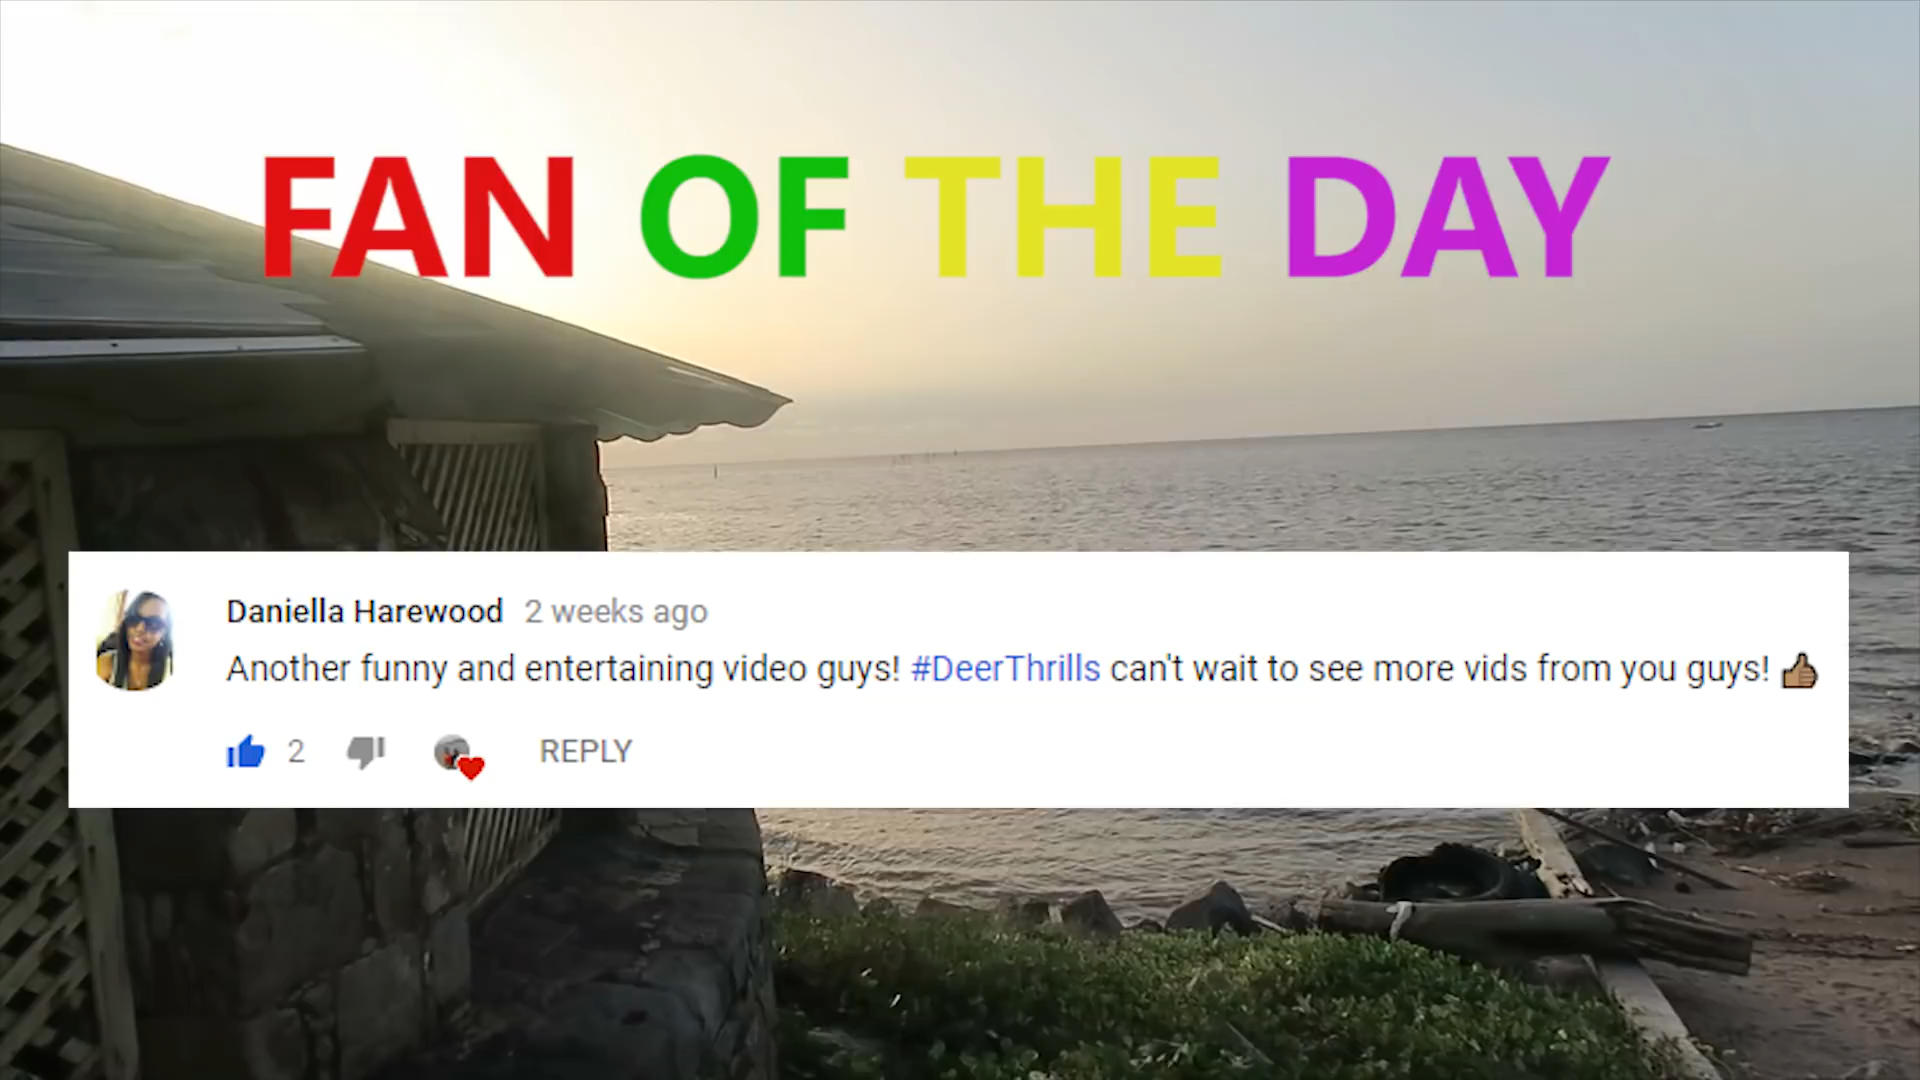 FAN OF THE DAY
Daniella Harewood 2 weeks ago
Another funny and entertaining video guys! #DeerThrills can't wait to see more vids from you guys! 👍🏽
2 REPLY